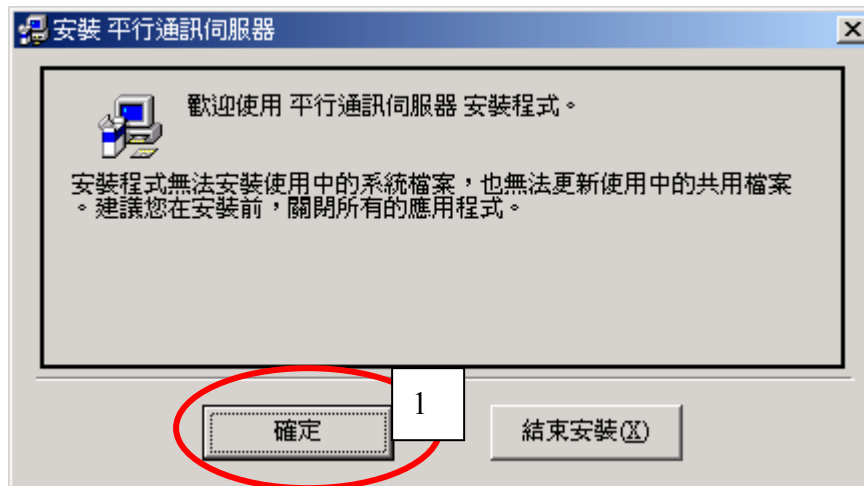 安裝 平行通訊伺服器
歡迎使用 平行通訊伺服器 安裝程式。
安裝程式無法安裝使用中的系統檔案，也無法更新使用中的共用檔案
。建議您在安裝前，關閉所有的應用程式。
1
確定
結束安裝(X)